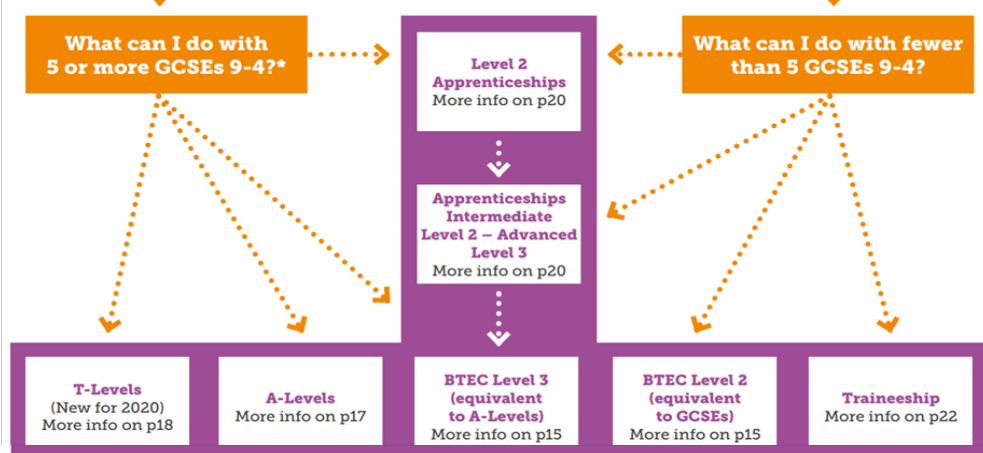 What can I do with
5 or more GCSEs 9-4?*
Level 2
Apprenticeships
More info on p20
What can I do with fewer
than 5 GCSEs 9-4?
Apprenticeships
Intermediate
Level 2 – Advanced
Level 3
More info on p20
T-Levels
(New for 2020)
More info on p18
A-Levels
More info on p17
BTEC Level 3
(equivalent
to A-Levels)
More info on p15
BTEC Level 2
(equivalent
to GCSEs)
More info on p15
Traineeship
More info on p22